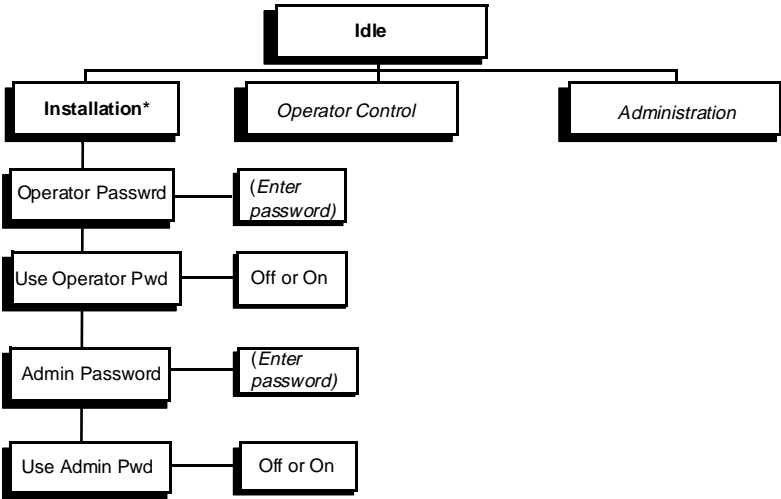 Idle
Installation*
Operator Control
Administration
Operator Passwrd
(Enter
password)
Use Operator Pwd
Off or On
Admin Password
(Enter
password)
Use Admin Pwd
Off or On